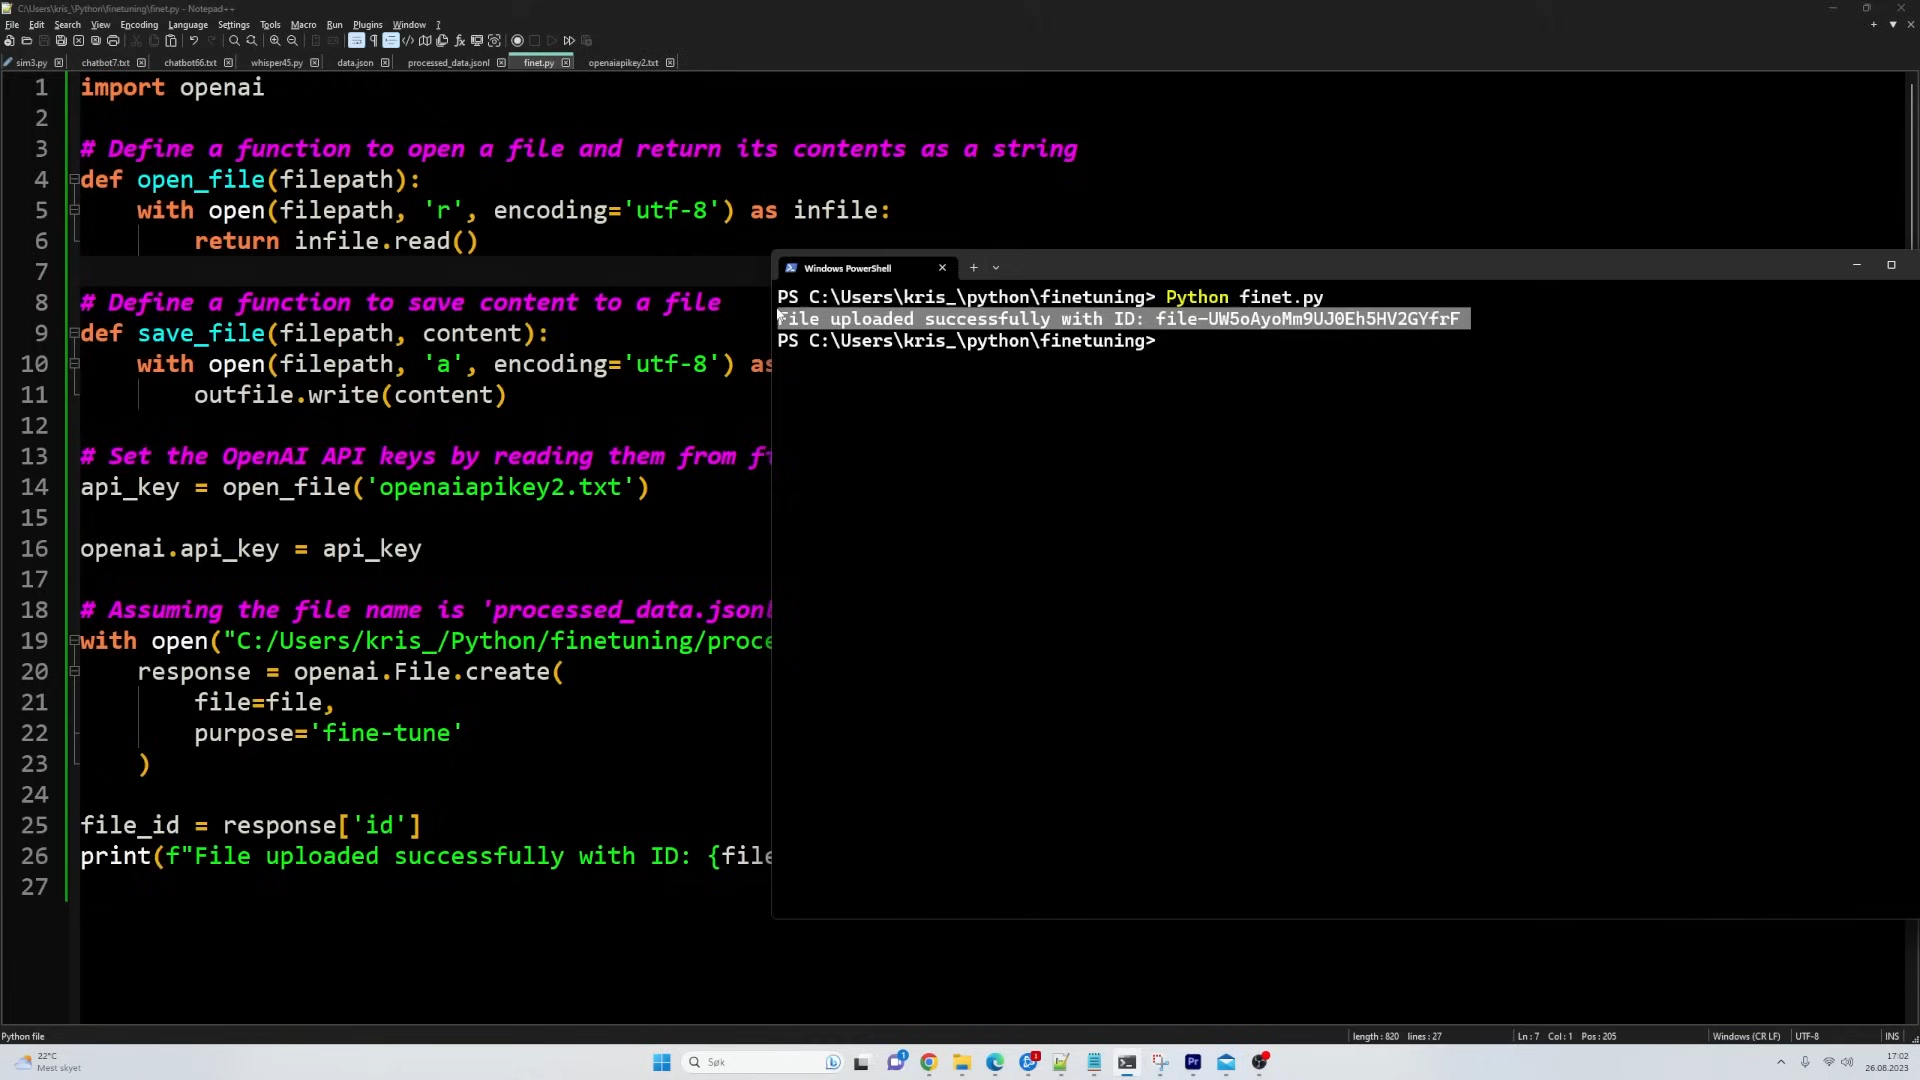 C:\Users\kris_\Python\finetuning\finet.py - Notepad++
File Edit Search View Encoding Language Settings Tools Macro Run Plugins Window ?
sim3.py chatbot7.txt chatbot66.txt whisper45.py data.json processed_data.jsonl finet.py openaiapikey2.txt
1 import openai
2
3 # Define a function to open a file and return its contents as a string
4 def open_file(filepath):
5 with open(filepath, 'r', encoding='utf-8') as infile:
6 return infile.read()
7
8 # Define a function to save content to a file
9 def save_file(filepath, content):
10 with open(filepath, 'a', encoding='utf-8') as
11 outfile.write(content)
12
13 # Set the OpenAI API keys by reading them from
14 api_key = open_file('openaiapikey2.txt')
15
16 openai.api_key = api_key
17
18 # Assuming the file name is 'processed_data.jsonl
19 with open("C:/Users/kris_/Python/finetuning/proce
20 response = openai.File.create(
21 file=file,
22 purpose='fine-tune'
23 )
24
25 file_id = response['id']
26 print(f"File uploaded successfully with ID: {file
27
Windows PowerShell
PS C:\Users\kris_\python\finetuning> Python finet.py
File uploaded successfully with ID: file-UW5oAyoMm9UJ0Eh5HV2GYfrF
PS C:\Users\kris_\python\finetuning>
Python file length : 820 lines : 27 Ln : 7 Col : 1 Pos : 205 Windows (CR LF) UTF-8 INS
22°C
Mest skyet
Søk
17:02
26.08.2023